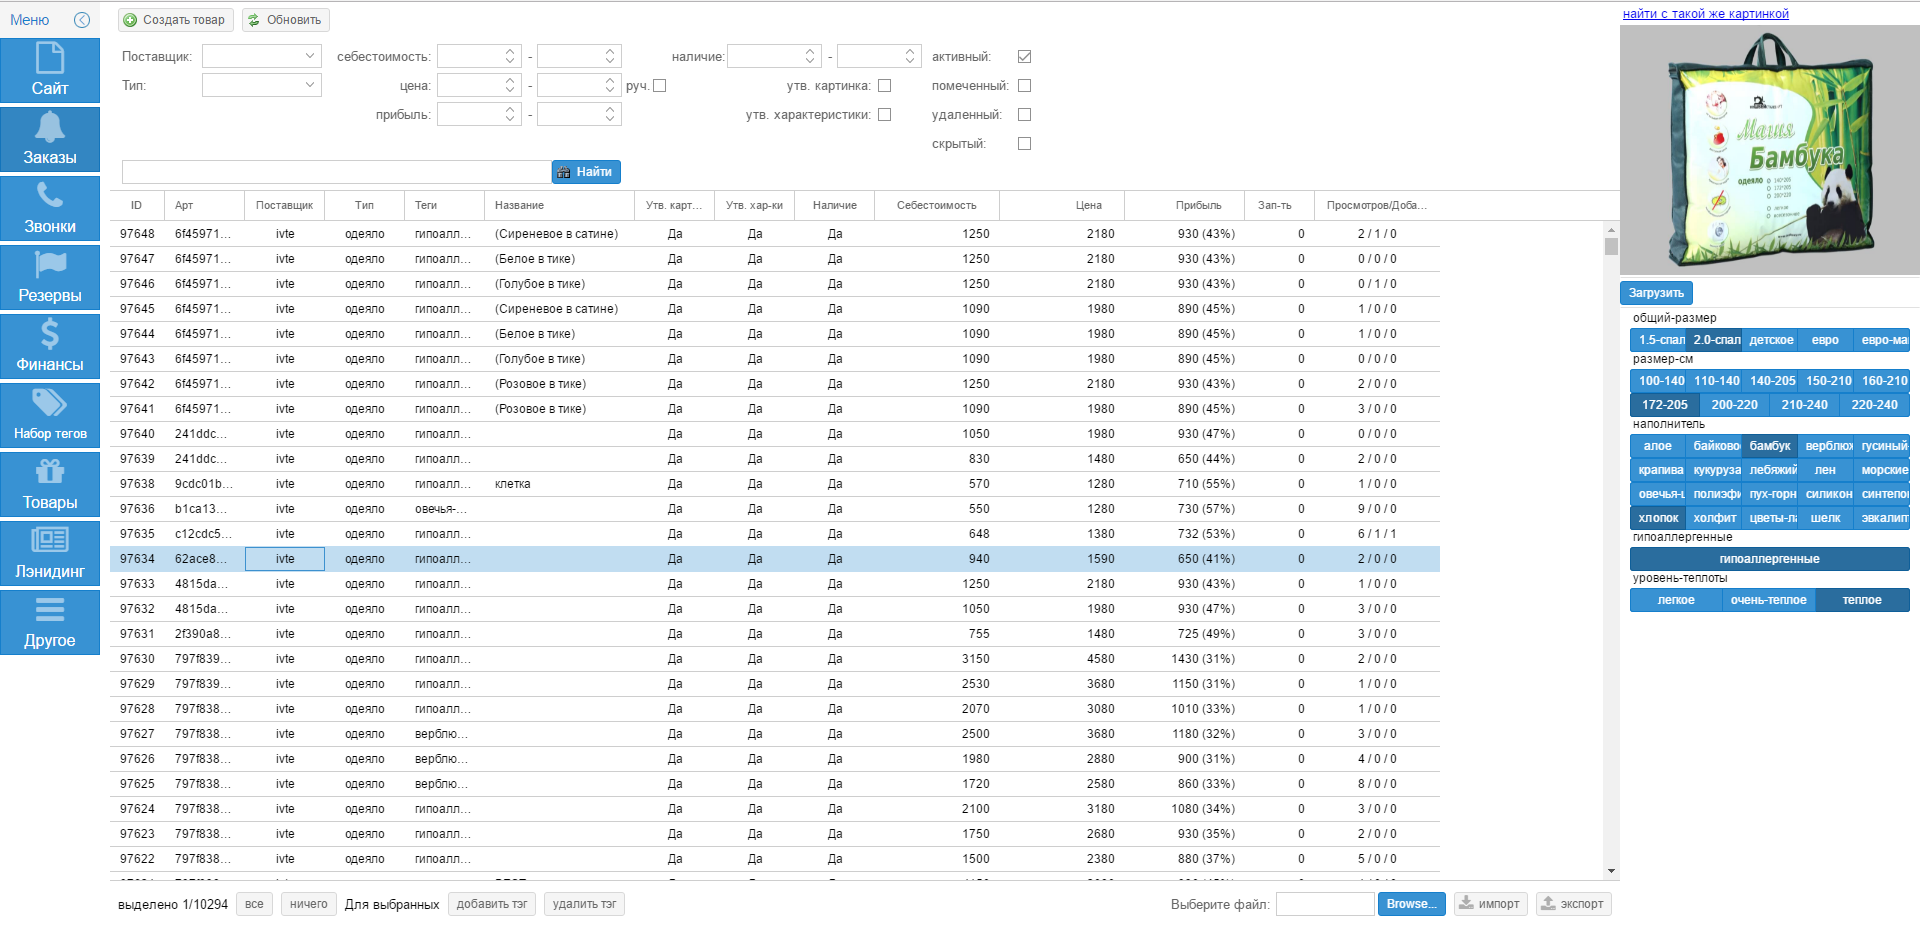 Меню
Сайт
Заказы
Звонки
Резервы
Финансы
Набор тегов
Товары
Лэнидинг
Другое
Создать товар Обновить
Поставщик: себестоимость: - наличие: - активный:
Тип: цена: - руч. утв. картинка: помеченный:
прибыль: - утв. характеристики: удаленный:
скрытый:
Найти
ID Арт Поставщик Тип Теги Название Утв. карт... Утв. хар-ки Наличие Себестоимость Цена Прибыль Зап-ть Просмотров/Доба...
97648 6f45971... ivte одеяло гипоалл... (Сиреневое в сатине) Да Да Да 1250 2180 930 (43%) 0 2 / 1 / 0
97647 6f45971... ivte одеяло гипоалл... (Белое в тике) Да Да Да 1250 2180 930 (43%) 0 0 / 0 / 0
97646 6f45971... ivte одеяло гипоалл... (Голубое в тике) Да Да Да 1250 2180 930 (43%) 0 0 / 1 / 0
97645 6f45971... ivte одеяло гипоалл... (Сиреневое в сатине) Да Да Да 1090 1980 890 (45%) 0 1 / 0 / 0
97644 6f45971... ivte одеяло гипоалл... (Белое в тике) Да Да Да 1090 1980 890 (45%) 0 1 / 0 / 0
97643 6f45971... ivte одеяло гипоалл... (Голубое в тике) Да Да Да 1090 1980 890 (45%) 0 0 / 0 / 0
97642 6f45971... ivte одеяло гипоалл... (Розовое в тике) Да Да Да 1250 2180 930 (43%) 0 2 / 0 / 0
97641 6f45971... ivte одеяло гипоалл... (Розовое в тике) Да Да Да 1090 1980 890 (45%) 0 3 / 0 / 0
97640 241ddc... ivte одеяло гипоалл... Да Да Да 1050 1980 930 (47%) 0 0 / 0 / 0
97639 241ddc... ivte одеяло гипоалл... Да Да Да 830 1480 650 (44%) 0 2 / 0 / 0
97638 9cdc01b... ivte одеяло гипоалл... клетка Да Да Да 570 1280 710 (55%) 0 1 / 0 / 0
97636 b1ca13... ivte одеяло овечья-... Да Да Да 550 1280 730 (57%) 0 9 / 0 / 0
97635 c12cdc5... ivte одеяло гипоалл... Да Да Да 648 1380 732 (53%) 0 6 / 1 / 1
97634 62ace8... ivte одеяло гипоалл... Да Да Да 940 1590 650 (41%) 0 2 / 0 / 0
97633 4815da... ivte одеяло гипоалл... Да Да Да 1250 2180 930 (43%) 0 1 / 0 / 0
97632 4815da... ivte одеяло гипоалл... Да Да Да 1050 1980 930 (47%) 0 3 / 0 / 0
97631 2f390a8... ivte одеяло гипоалл... Да Да Да 755 1480 725 (49%) 0 3 / 0 / 0
97630 797f839... ivte одеяло гипоалл... Да Да Да 3150 4580 1430 (31%) 0 2 / 0 / 0
97629 797f839... ivte одеяло гипоалл... Да Да Да 2530 3680 1150 (31%) 0 1 / 0 / 0
97628 797f838... ivte одеяло гипоалл... Да Да Да 2070 3080 1010 (33%) 0 1 / 0 / 0
97627 797f838... ivte одеяло верблю... Да Да Да 2500 3680 1180 (32%) 0 3 / 0 / 0
97626 797f838... ivte одеяло верблю... Да Да Да 1980 2880 900 (31%) 0 4 / 0 / 0
97625 797f838... ivte одеяло верблю... Да Да Да 1720 2580 860 (33%) 0 8 / 0 / 0
97624 797f838... ivte одеяло гипоалл... Да Да Да 2100 3180 1080 (34%) 0 3 / 0 / 0
97623 797f838... ivte одеяло гипоалл... Да Да Да 1750 2680 930 (35%) 0 2 / 0 / 0
97622 797f838... ivte одеяло гипоалл... Да Да Да 1500 2380 880 (37%) 0 5 / 0 / 0
выделено 1/10294 все ничего Для выбранных добавить тэг удалить тэг Выберите файл: Browse... импорт экспорт
найти с такой же картинкой
Магия
Бамбука
одеяло
Загрузить
общий-размер
1.5-спал 2.0-спал детское евро евро-ма
размер-см
100-140 110-140 140-205 150-210 160-210
172-205 200-220 210-240 220-240
наполнитель
алое байково бамбук верблюж гусиный-
крапива кукуруза лебяжий лен морские
овечья-ц полиэфи пух-горн силикон синтепо
хлопок холфит цветы-ла шелк эвкалип
гипоаллергенные
гипоаллергенные
уровень-теплоты
легкое очень-теплое теплое